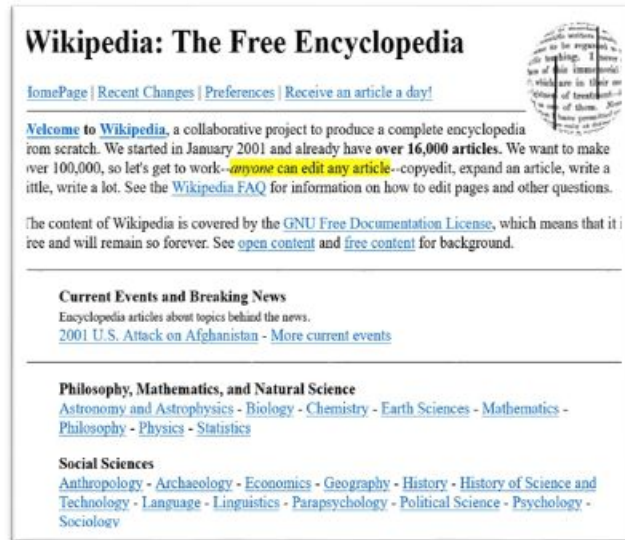 Wikipedia: The Free Encyclopedia
HomePage | Recent Changes | Preferences | Receive an article a day!
Welcome to Wikipedia, a collaborative project to produce a complete encyclopedia
from scratch. We started in January 2001 and already have over 16,000 articles. We want to make
over 100,000, so let's get to work--anyone can edit any article--copyedit, expand an article, write a
little, write a lot. See the Wikipedia FAQ for information on how to edit pages and other questions.
The content of Wikipedia is covered by the GNU Free Documentation License, which means that it i
free and will remain so forever. See open content and free content for background.
Current Events and Breaking News
Encyclopedia articles about topics behind the news.
2001 U.S. Attack on Afghanistan - More current events
Philosophy, Mathematics, and Natural Science
Astronomy and Astrophysics - Biology - Chemistry - Earth Sciences - Mathematics -
Philosophy - Physics - Statistics
Social Sciences
Anthropology - Archaeology - Economics - Geography - History - History of Science and
Technology - Language - Linguistics - Parapsychology - Political Science - Psychology -
Sociology